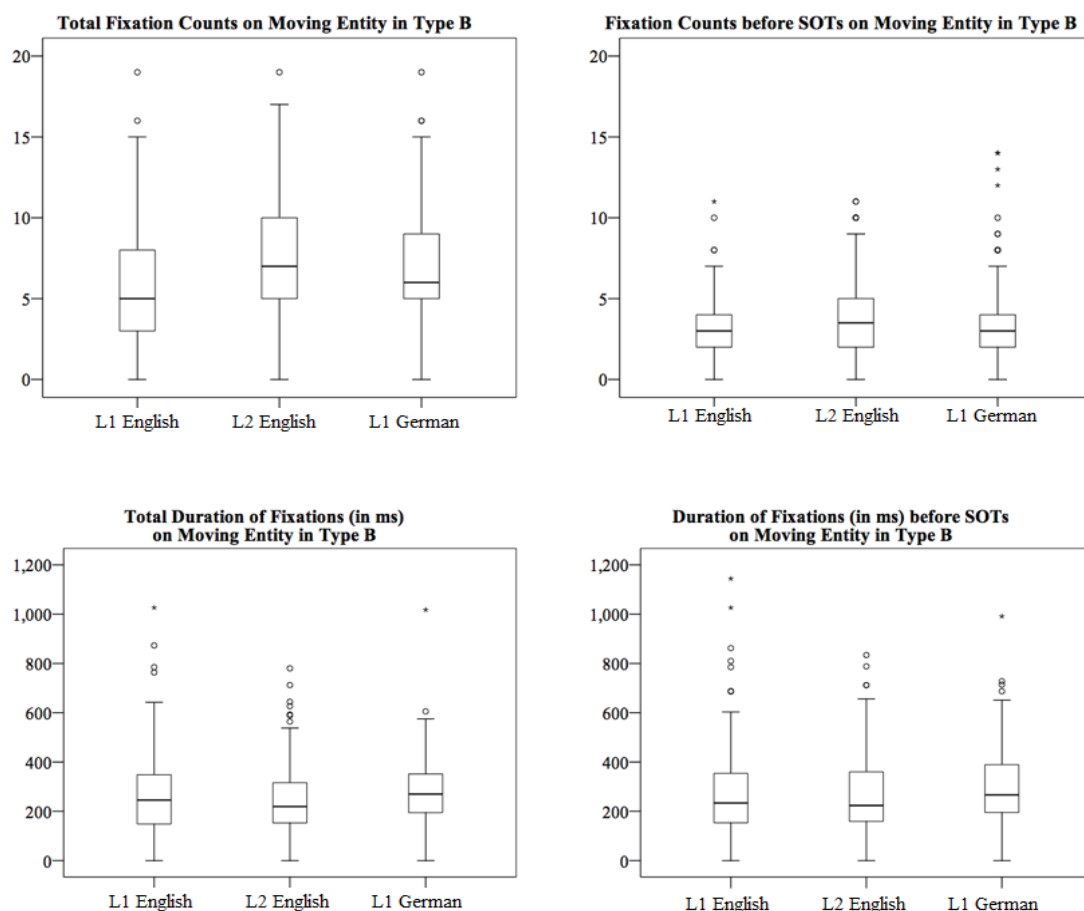 Total Fixation Counts on Moving Entity in Type B
20
15
10
5
0
L1 English L2 English L1 German
Fixation Counts before SOTs on Moving Entity in Type B
20
15
10
5
0
L1 English L2 English L1 German
Total Duration of Fixations (in ms)
on Moving Entity in Type B
1,200
1,000
800
600
400
200
0
L1 English L2 English L1 German
Duration of Fixations (in ms) before SOTs
on Moving Entity in Type B
1,200
1,000
800
600
400
200
0
L1 English L2 English L1 German